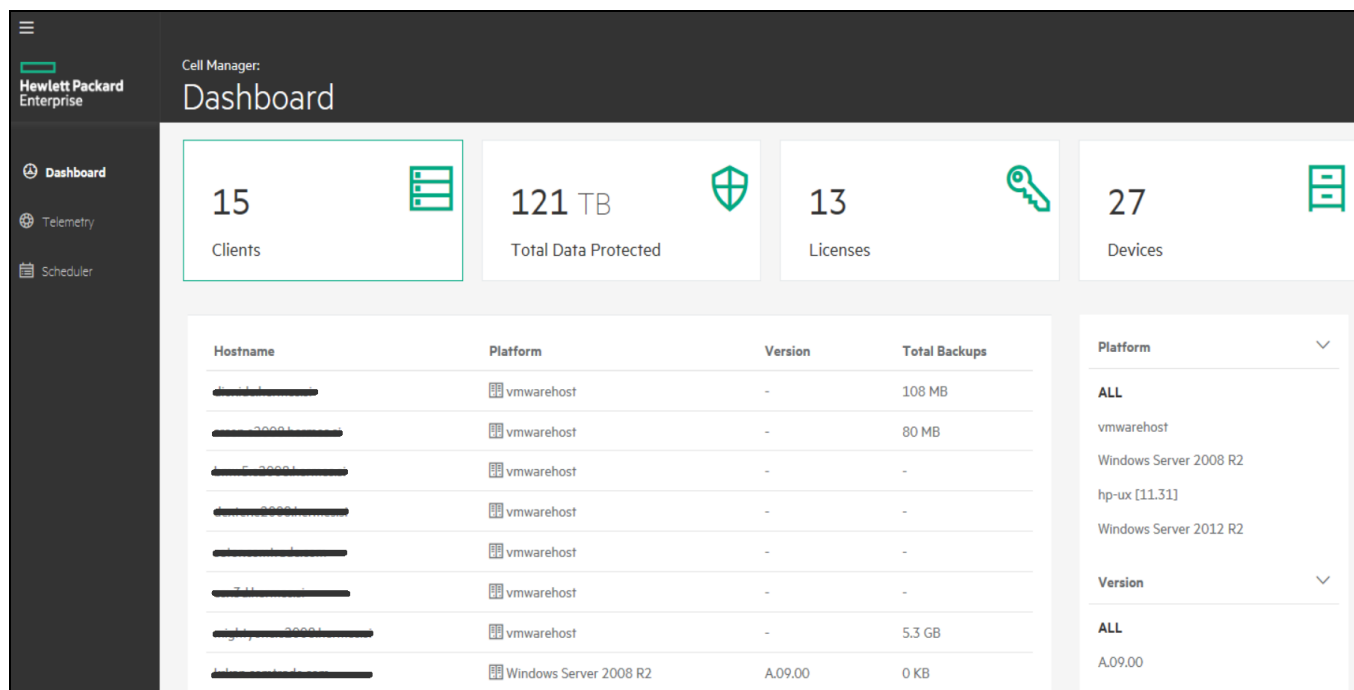 Hewlett Packard
Enterprise
Cell Manager:
Dashboard
Dashboard
Telemetry
Scheduler
15
Clients
121 TB
Total Data Protected
13
Licenses
27
Devices
Hostname Platform Version Total Backups
vmwarehost - 108 MB
vmwarehost - 80 MB
vmwarehost - -
vmwarehost - -
vmwarehost - -
vmwarehost - -
vmwarehost - 5.3 GB
Windows Server 2008 R2 A.09.00 0 KB
Platform
ALL
vmwarehost
Windows Server 2008 R2
hp-ux [11.31]
Windows Server 2012 R2
Version
ALL
A.09.00